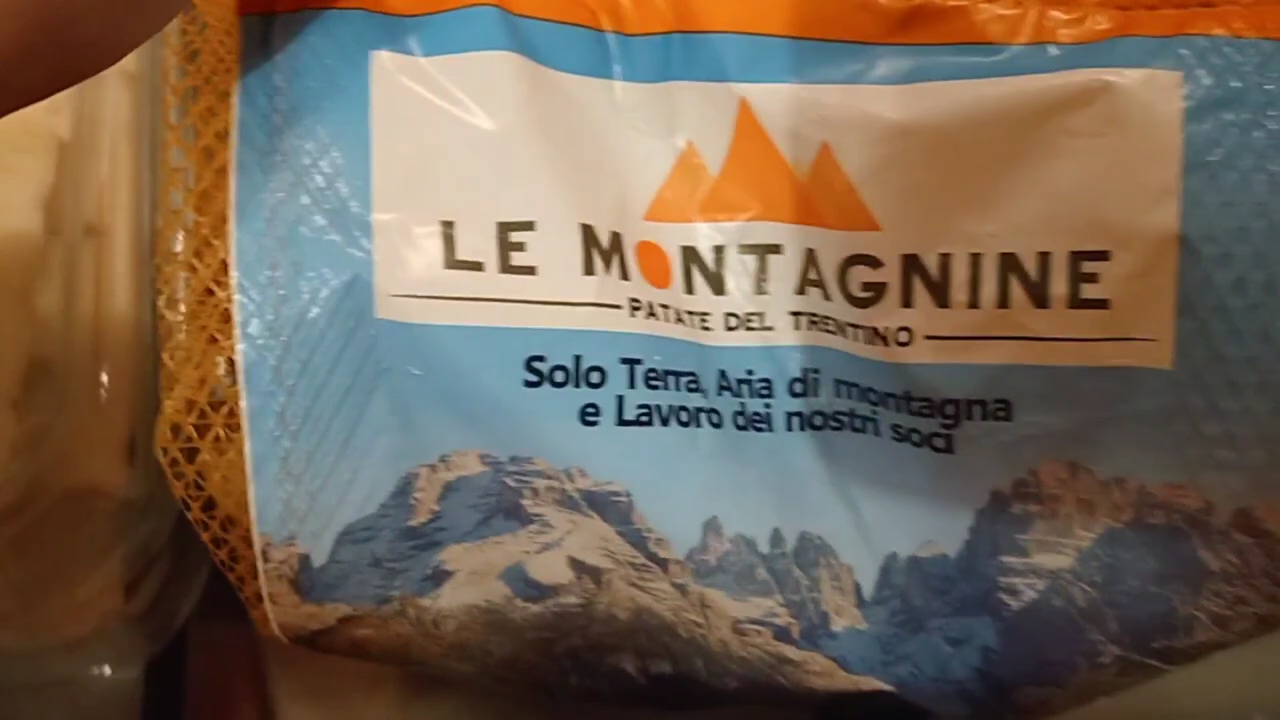 LE MONTAGNINE
PATATE DEL TRENTINO
Solo Terra, Aria di montagna
e Lavoro dei nostri soci